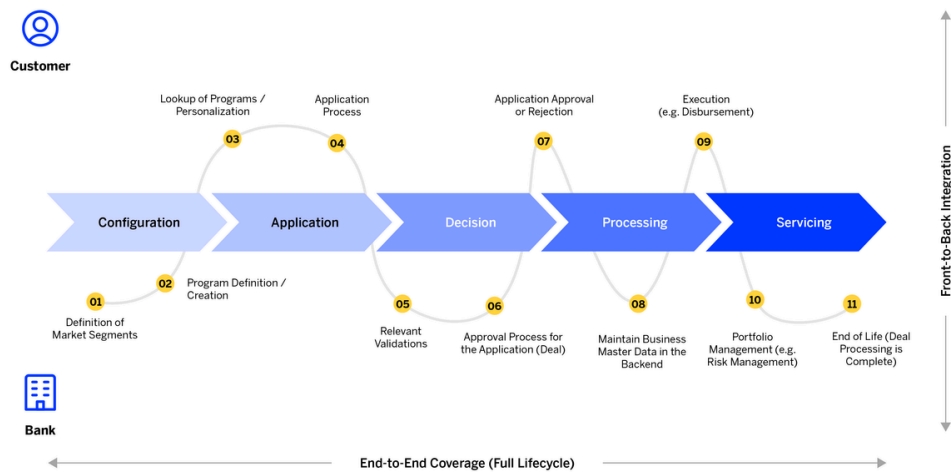 Customer
Lookup of Programs /
Personalization
Application
Process
Application Approval
or Rejection
Execution
(e.g. Disbursement)
03
04
07
09
Configuration
Application
Decision
Processing
Servicing
01
02
05
06
08
10
11
Definition of
Market Segments
Program Definition /
Creation
Relevant
Validations
Approval Process for
the Application (Deal)
Maintain Business
Master Data in the
Backend
Portfolio
Management (e.g.
Risk Management)
End of Life (Deal
Processing is
Complete)
Bank
End-to-End Coverage (Full Lifecycle)
Front-to-Back Integration